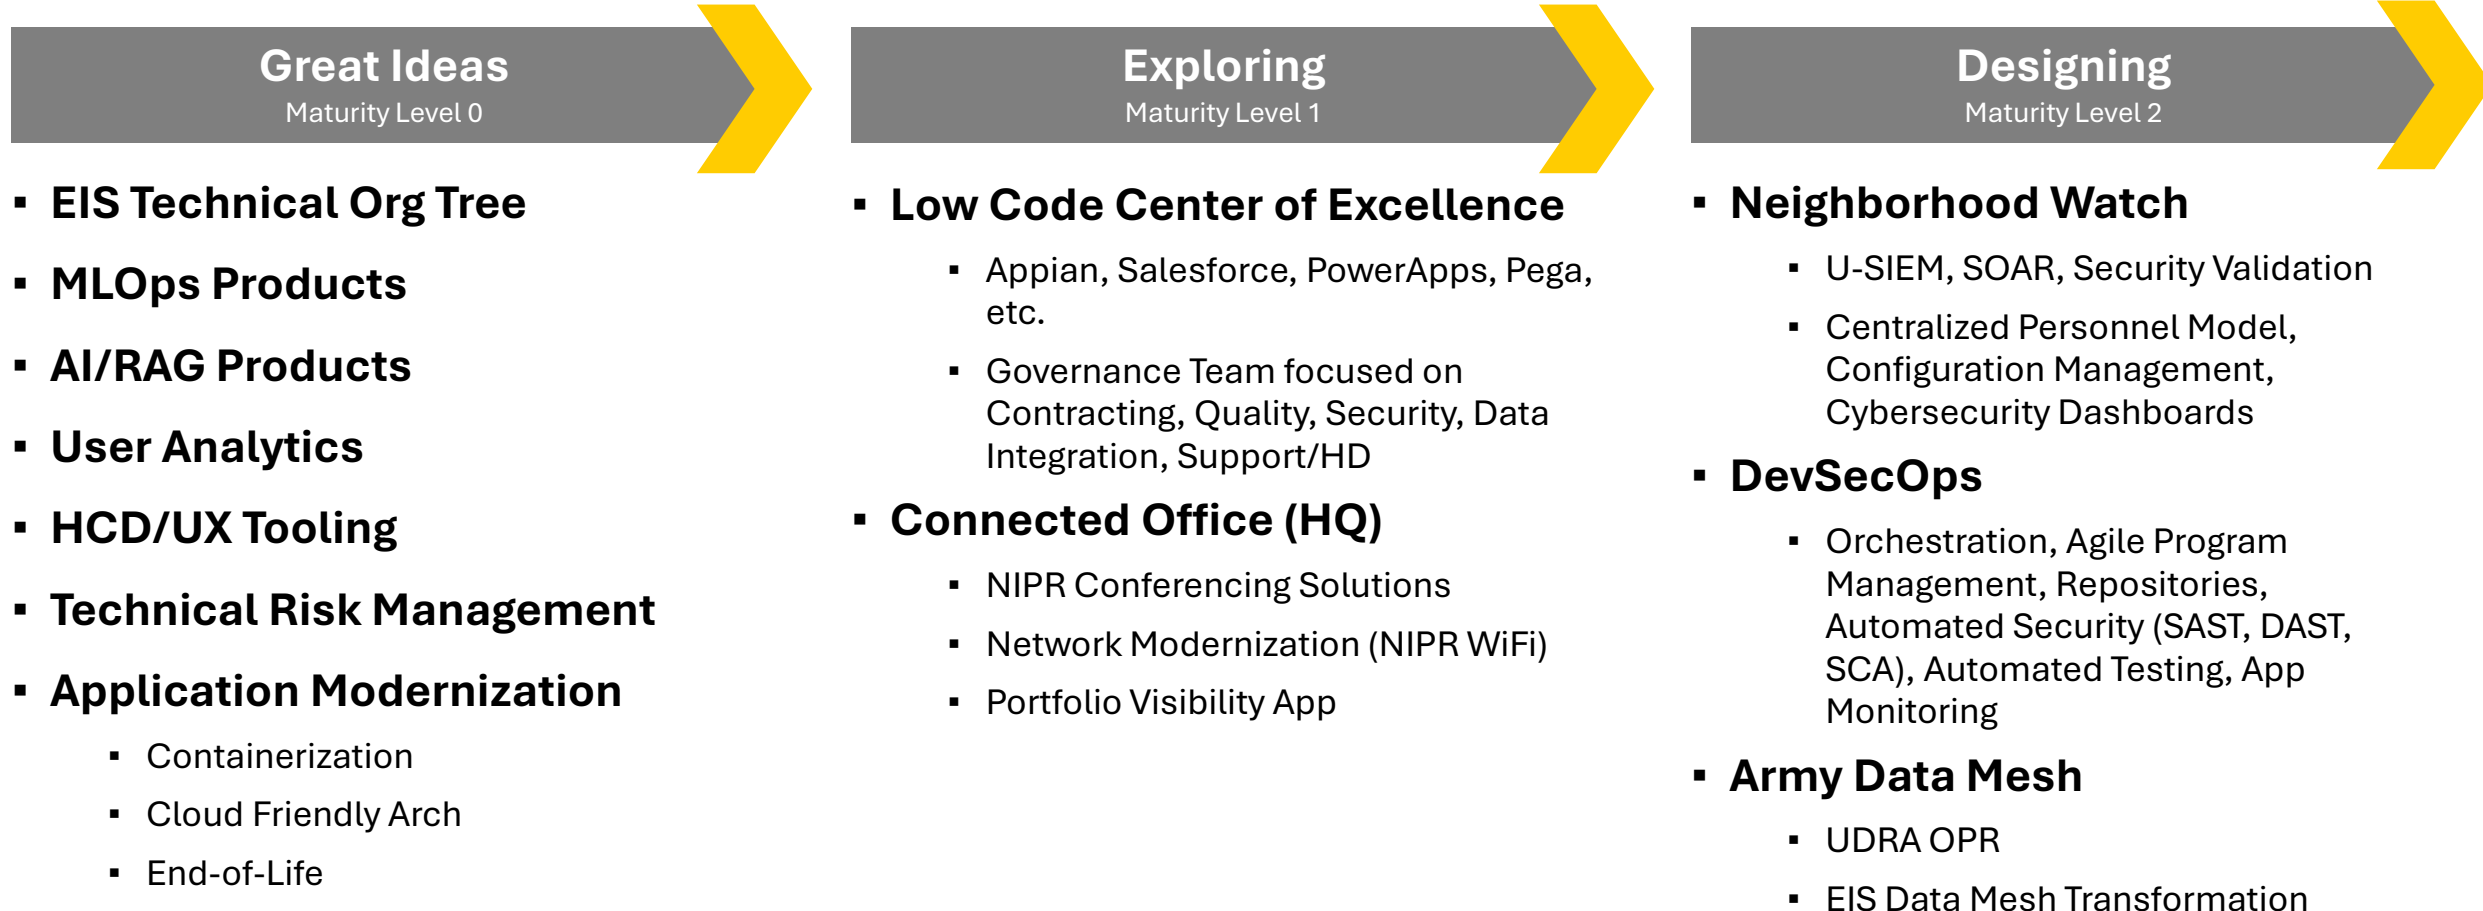 Great Ideas
Maturity Level 0
▪ EIS Technical Org Tree
▪ MLOps Products
▪ AI/RAG Products
▪ User Analytics
▪ HCD/UX Tooling
▪ Technical Risk Management
▪ Application Modernization
▪ Containerization
▪ Cloud Friendly Arch
▪ End-of-Life
Exploring
Maturity Level 1
▪ Low Code Center of Excellence
▪ Appian, Salesforce, PowerApps, Pega,
etc.
▪ Governance Team focused on
Contracting, Quality, Security, Data
Integration, Support/HD
▪ Connected Office (HQ)
▪ NIPR Conferencing Solutions
▪ Network Modernization (NIPR WiFi)
▪ Portfolio Visibility App
Designing
Maturity Level 2
▪ Neighborhood Watch
▪ U-SIEM, SOAR, Security Validation
▪ Centralized Personnel Model,
Configuration Management,
Cybersecurity Dashboards
▪ DevSecOps
▪ Orchestration, Agile Program
Management, Repositories,
Automated Security (SAST, DAST,
SCA), Automated Testing, App
Monitoring
▪ Army Data Mesh
▪ UDRA OPR
▪ EIS Data Mesh Transformation